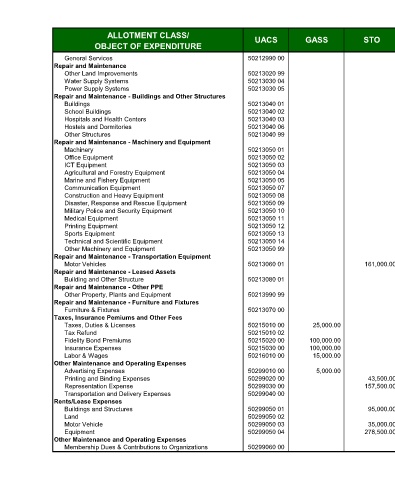 ALLOTMENT CLASS/ OBJECT OF EXPENDITURE UACS GASS STO
General Services 50212990 00
Repair and Maintenance
Other Land Improvements 50213020 99
Water Supply Systems 50213030 04
Power Supply Systems 50213030 05
Repair and Maintenance - Buildings and Other Structures
Buildings 50213040 01
School Buildings 50213040 02
Hospitals and Health Centers 50213040 03
Hostels and Dormitories 50213040 06
Other Structures 50213040 99
Repair and Maintenance - Machinery and Equipment
Machinery 50213050 01
Office Equipment 50213050 02
ICT Equipment 50213050 03
Agricultural and Forestry Equipment 50213050 04
Marine and Fishery Equipment 50213050 05
Communication Equipment 50213050 07
Construction and Heavy Equipment 50213050 08
Disaster, Response and Rescue Equipment 50213050 09
Military Police and Security Equipment 50213050 10
Medical Equipment 50213050 11
Printing Equipment 50213050 12
Sports Equipment 50213050 13
Technical and Scientific Equipment 50213050 14
Other Machinery and Equipment 50213050 99
Repair and Maintenance - Transportation Equipment
Motor Vehicles 50213060 01 161,000.00
Repair and Maintenance - Leased Assets
Building and Other Structure 50213080 01
Repair and Maintenance - Other PPE
Other Property, Plants and Equipment 50213990 99
Repair and Maintenance - Furniture and Fixtures
Furniture & Fixtures 50213070 00
Taxes, Insurance Pemiums and Other Fees
Taxes, Duties & Licenses 50215010 00 25,000.00
Tax Refund 50215010 02
Fidelity Bond Premiums 50215020 00 100,000.00
Insurance Expenses 50215030 00 100,000.00
Labor & Wages 50216010 00 15,000.00
Other Maintenance and Operating Expenses
Advertising Expenses 50299010 00 5,000.00
Printing and Binding Expenses 50299020 00 43,500.00
Representation Expense 50299030 00 157,500.00
Transportation and Delivery Expenses 50299040 00
Rents/Lease Expenses
Buildings and Structures 50299050 01 95,000.00
Land 50299050 02
Motor Vehicle 50299050 03 35,000.00
Equipment 50299050 04 278,500.00
Other Maintenance and Operating Expenses
Membership Dues & Contributions to Organizations 50299060 00